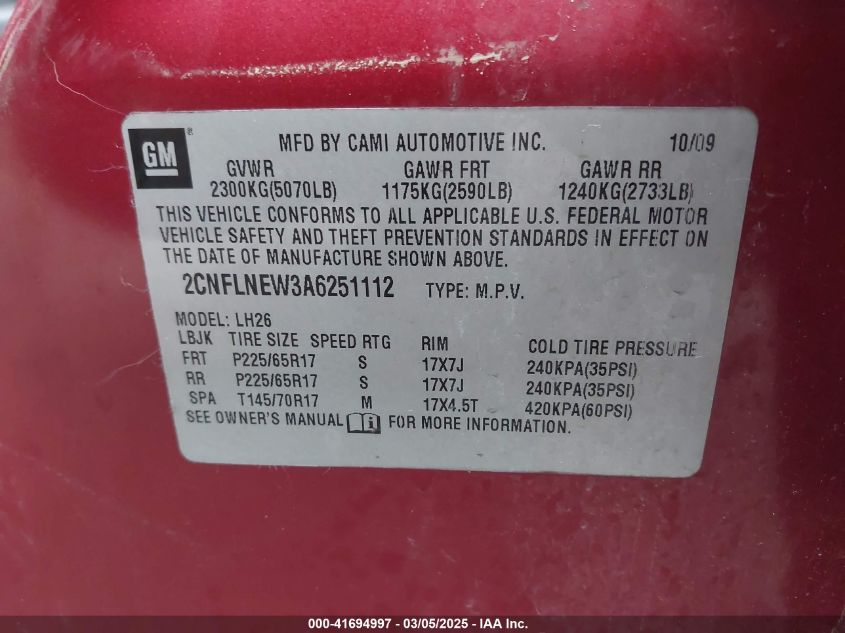 GM ® MFD BY CAMI AUTOMOTIVE INC. 10/09
GVWR GAWR FRT GAWR RR
2300KG(5070LB) 1175KG(2590LB) 1240KG(2733LB)
THIS VEHICLE CONFORMS TO ALL APPLICABLE U.S. FEDERAL MOTOR
VEHICLE SAFETY AND THEFT PREVENTION STANDARDS IN EFFECT ON
THE DATE OF MANUFACTURE SHOWN ABOVE.
2CNFLNEW3A6251112 TYPE: M.P.V.
MODEL: LH26
LBJK TIRE SIZE SPEED RTG RIM COLD TIRE PRESSURE
FRT P225/65R17 S 17X7J 240KPA(35PSI)
RR P225/65R17 S 17X7J 240KPA(35PSI)
SPA T145/70R17 M 17X4.5T 420KPA(60PSI)
SEE OWNER'S MANUAL i FOR MORE INFORMATION.
000-41694997 - 03/05/2025 - IAA Inc.